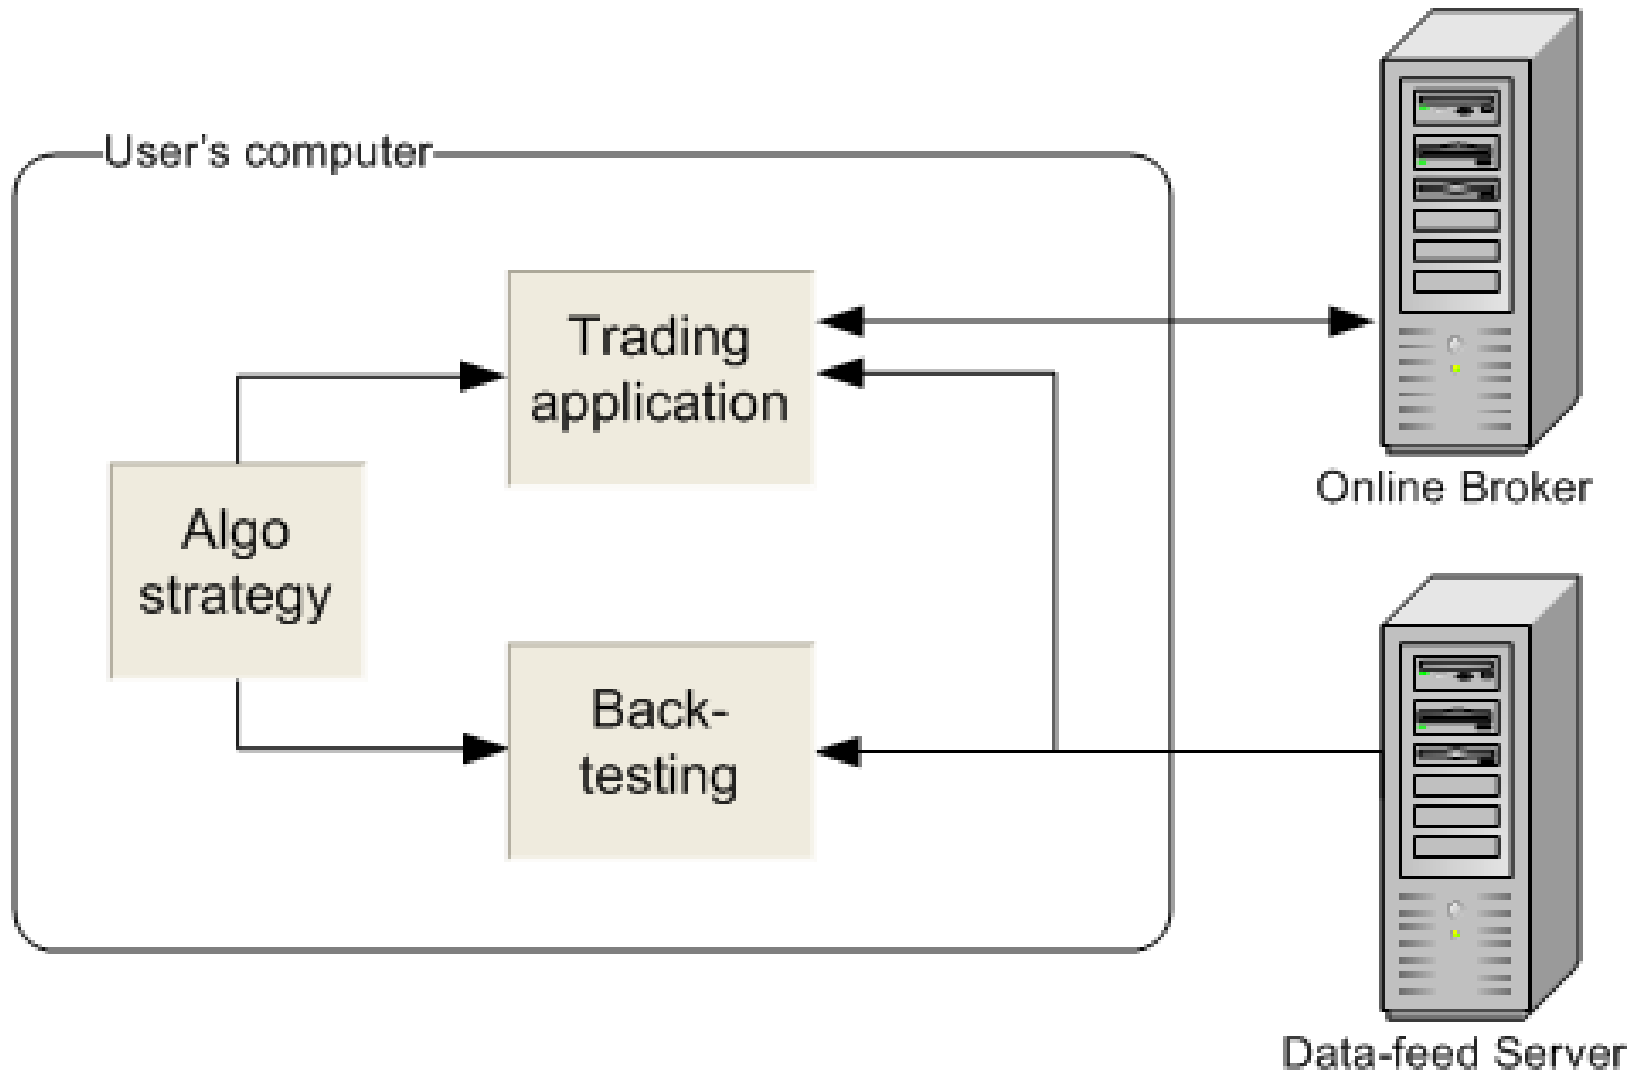 User's computer
Trading
application
Algo
strategy
Back-
testing
Online Broker
Data-feed Server